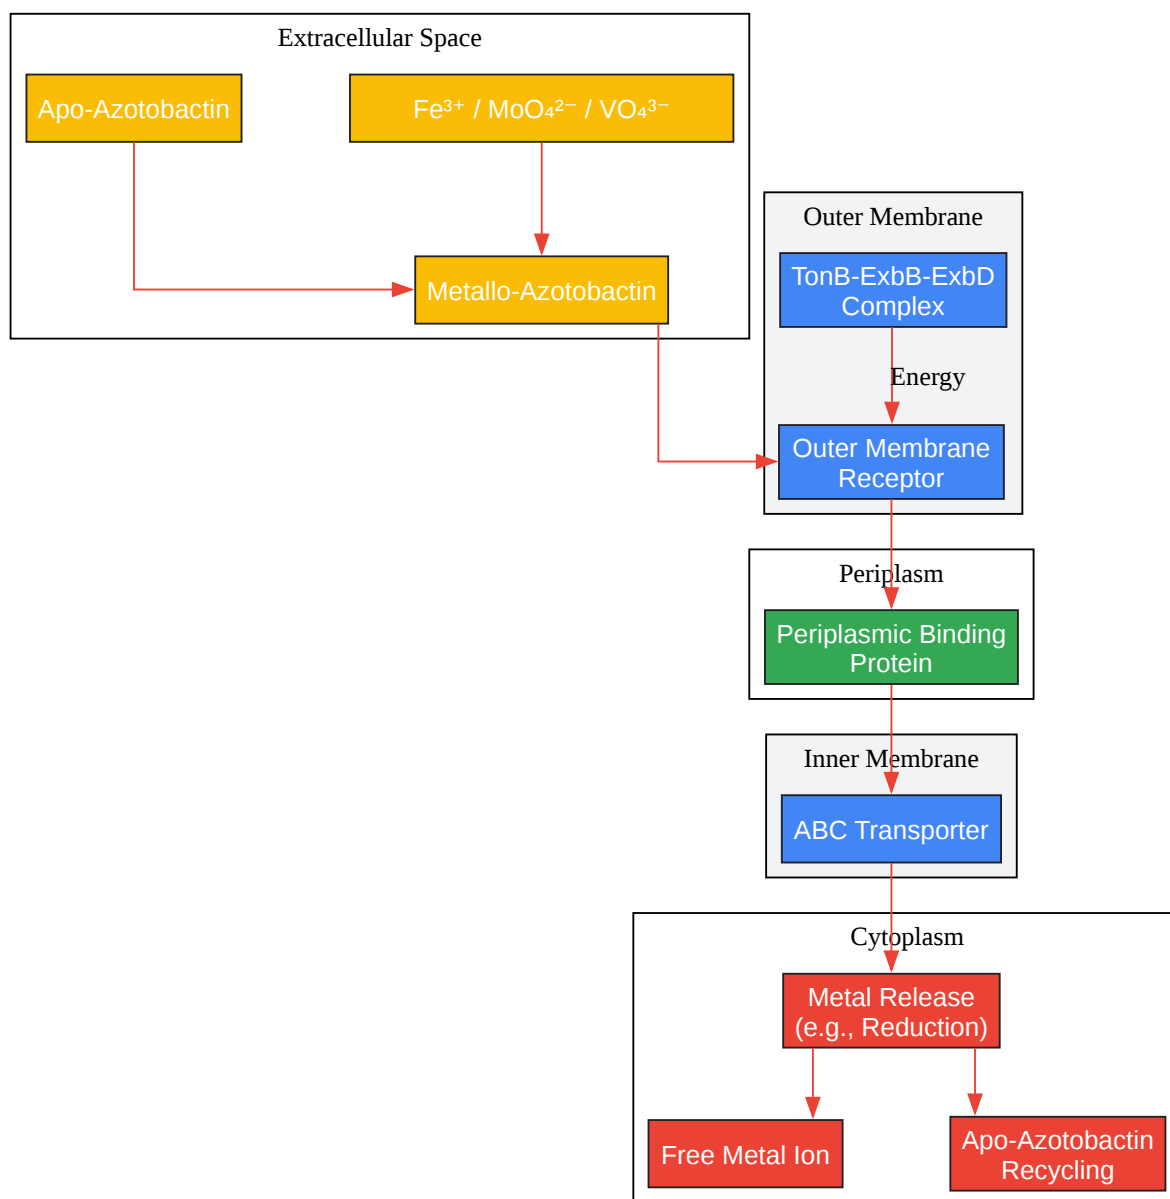 Extracellular Space
Apo-Azotobactin
Fe³⁺ / MoO₄²⁻ / VO₄³⁻
Metallo-Azotobactin
Outer Membrane
TonB-ExbB-ExbD
Complex
Energy
Outer Membrane
Receptor
Periplasm
Periplasmic Binding
Protein
Inner Membrane
ABC Transporter
Cytoplasm
Metal Release
(e.g., Reduction)
Free Metal Ion
Apo-Azotobactin
Recycling